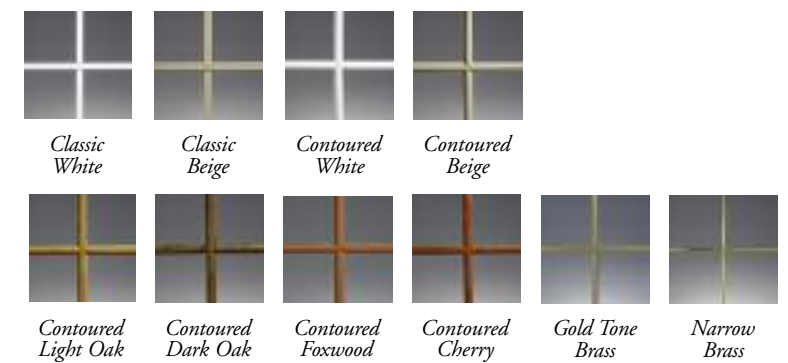 Classic
White
Classic
Beige
Contoured
White
Contoured
Beige
Contoured
Light Oak
Contoured
Dark Oak
Contoured
Foxwood
Contoured
Cherry
Gold Tone
Brass
Narrow
Brass